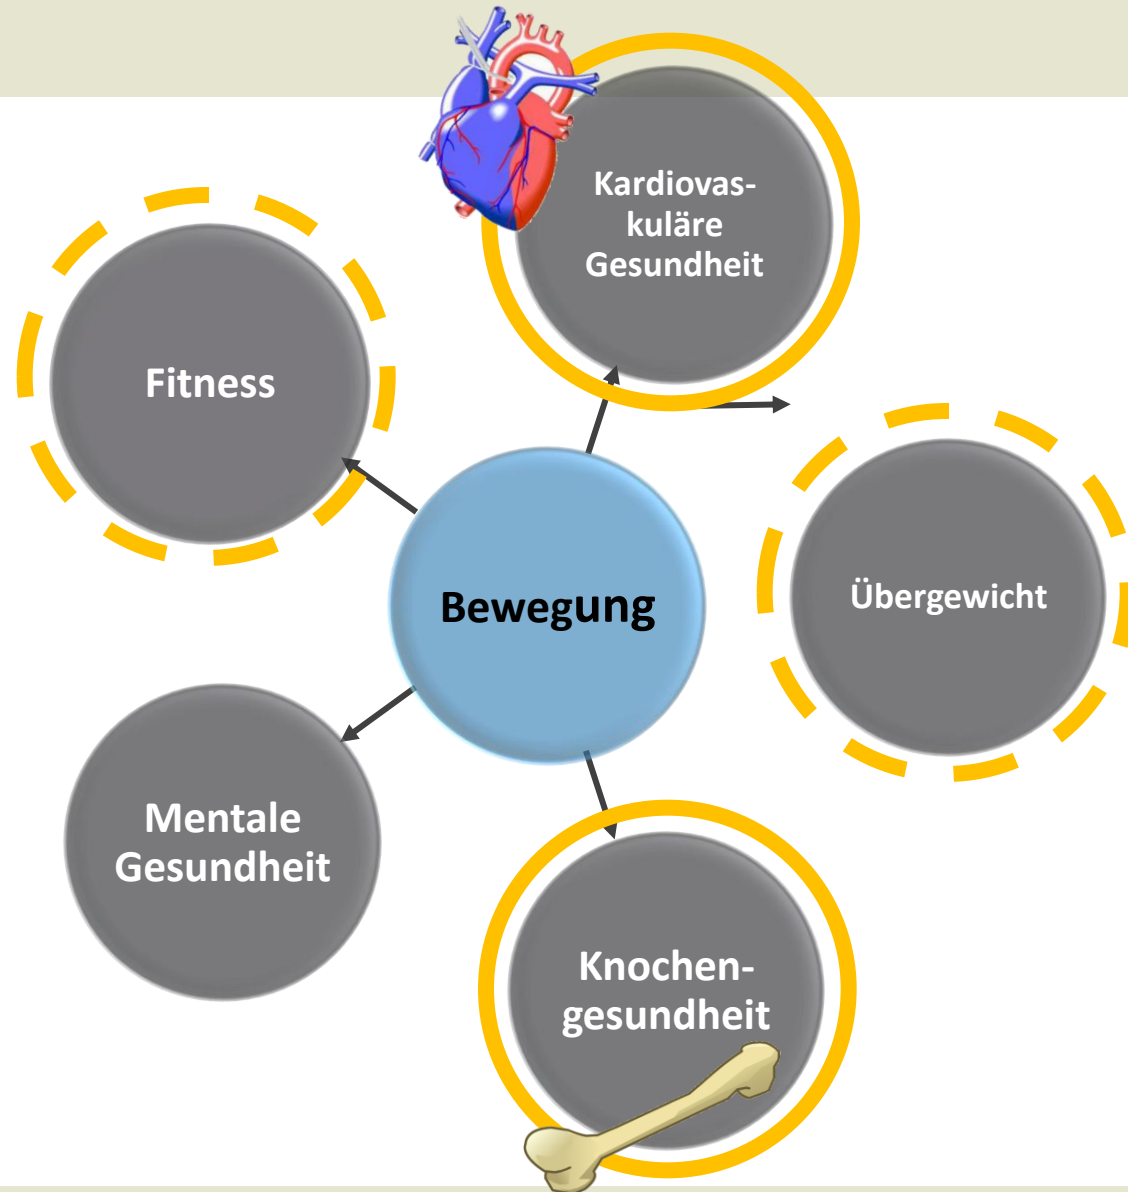 Kardiovas-
kuläre
Gesundheit
Fitness
Übergewicht
Bewegung
Mentale
Gesundheit
Knochen-
gesundheit